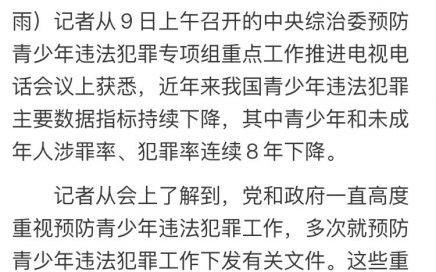 雨）记者从９日上午召开的中央综治委预防
青少年违法犯罪专项组重点工作推进电视电
话会议上获悉，近年来我国青少年违法犯罪
主要数据指标持续下降，其中青少年和未成
年人涉罪率、犯罪率连续８年下降。
记者从会上了解到，党和政府一直高度
重视预防青少年违法犯罪工作，多次就预防
青少年违法犯罪工作下发有关文件。这些重